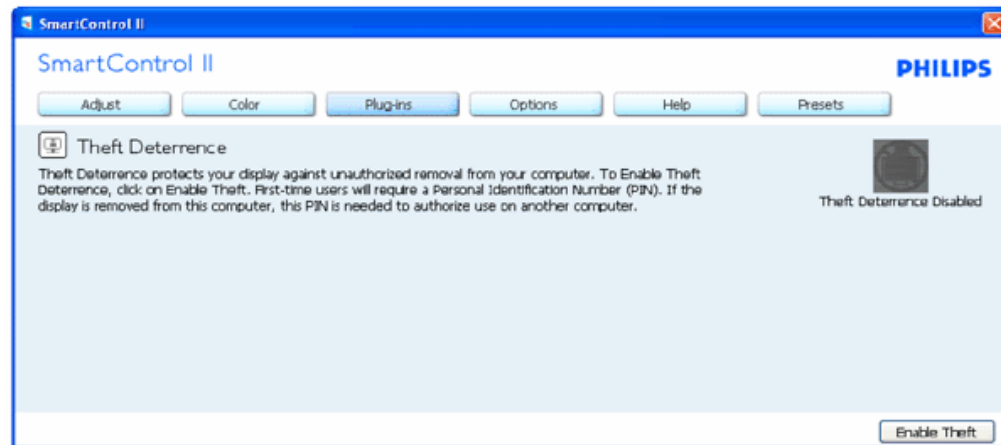 SmartControl II
SmartControl II
PHILIPS
Adjust Color Plug-ins Options Help Presets
Theft Deterrence
Theft Deterrence protects your display against unauthorized removal from your computer. To Enable Theft
Deterrence, click on Enable Theft. First-time users will require a Personal Identification Number (PIN). If the
display is removed from this computer, this PIN is needed to authorize use on another computer.
Theft Deterrence Disabled
Enable Theft